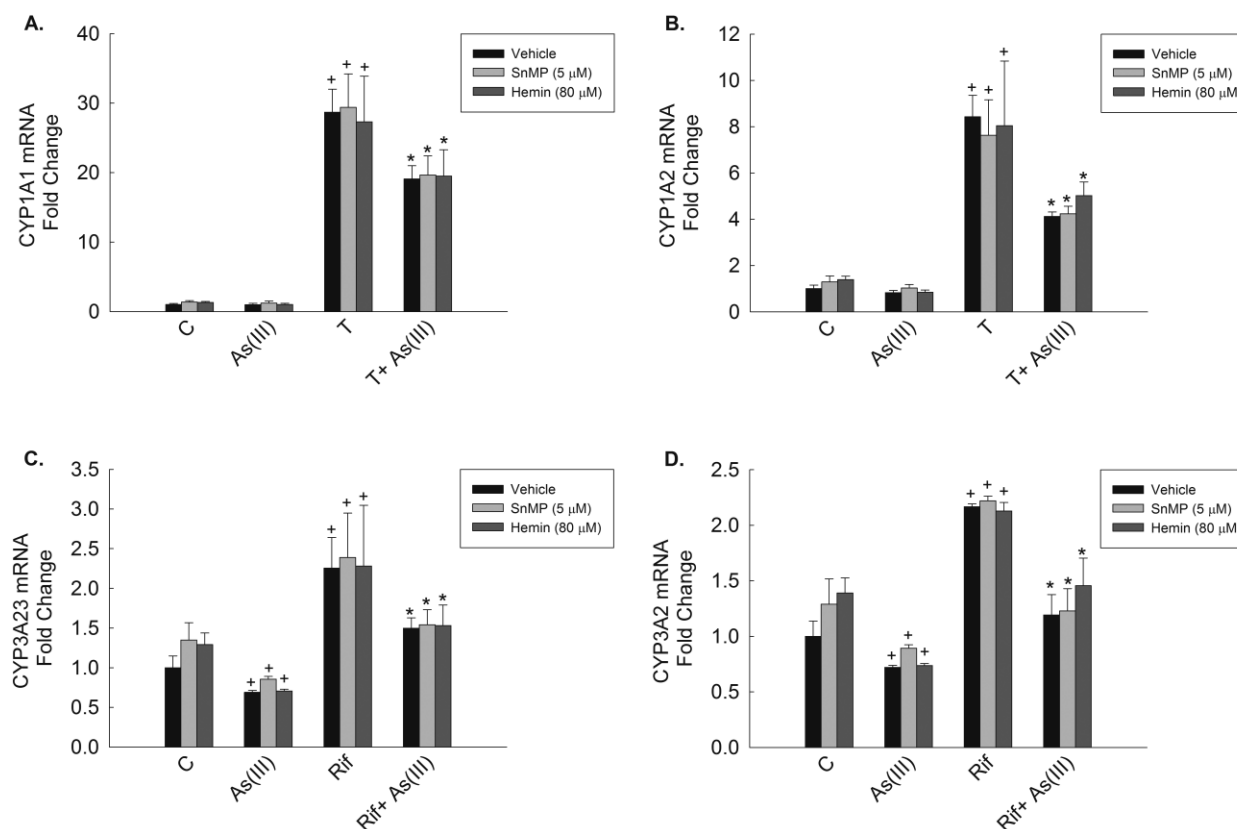 A.
CYP1A1 mRNA
Fold Change
40
30
20
10
0
+ + +
* * *
C
As(III)
T
T+ As(III)
Vehicle
SnMP (5 μM)
Hemin (80 μM)
B.
CYP1A2 mRNA
Fold Change
12
10
8
6
4
2
0
+ + +
* * *
C
As(III)
T
T+ As(III)
Vehicle
SnMP (5 μM)
Hemin (80 μM)
C.
CYP3A23 mRNA
Fold Change
3.5
3.0
2.5
2.0
1.5
1.0
0.5
0.0
+ + +
+ + +
* * *
C
As(III)
Rif
Rif+ As(III)
Vehicle
SnMP (5 μM)
Hemin (80 μM)
D.
CYP3A2 mRNA
Fold Change
2.5
2.0
1.5
1.0
0.5
0.0
+ + +
+ + +
* * *
C
As(III)
Rif
Rif+ As(III)
Vehicle
SnMP (5 μM)
Hemin (80 μM)